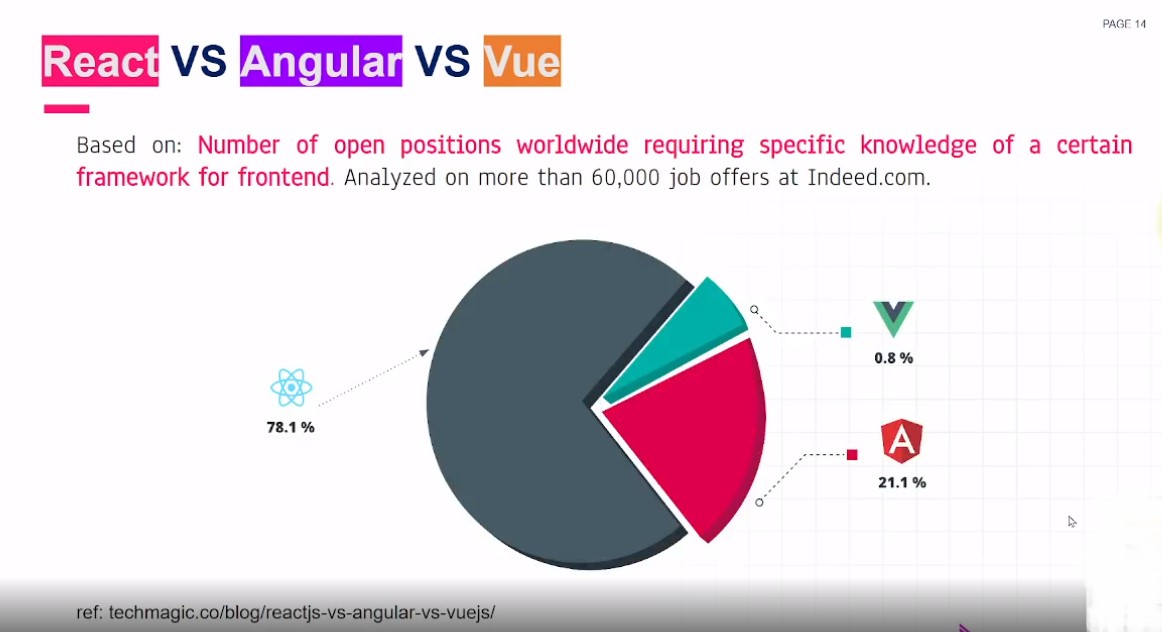 PAGE 14
React VS Angular VS Vue
Based on: Number of open positions worldwide requiring specific knowledge of a certain
framework for frontend. Analyzed on more than 60,000 job offers at Indeed.com.
0.8 %
78.1 %
A
21.1 %
ref: techmagic.co/blog/reactjs-vs-angular-vs-vuejs/